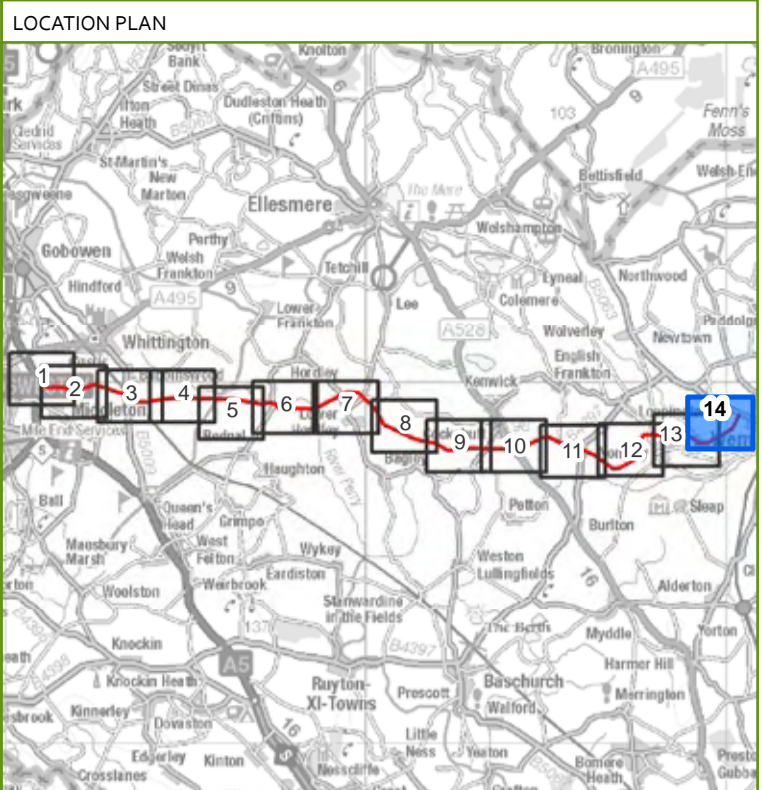 LOCATION PLAN
Knolton
Bronington
Bank
A495
Street Dinas
Dudleston Heath
(Criftins)
103
Fenn's
Moss
Heath
Services
St-Martin's
New
Marton
Bettisfield
The Mere
Ellesmere
Welshampton
Gobowen
Perthy
Welsh
Frankton
Tetchill
Hindford
A495
9
Lyneal
Colemere
Northwood
Lower
Frankton
Lee
A528
Wolverley
Newtown
Whittington
English
Frankton
Hordley
Kenwick
1
2
3
4
5
6
7
8
9
10
11
12
13
14
Middleton
Mile End Services
Haughton
Ball
Queen's
Head
Grimpo
Petton
Sleap
Burlton
West
Felton
Wykey
Maesbury
Marsh
Weston
Lullingfields
Eardiston
Woolston
Weirbrook
16
Alderton
Stanwardine
in the Fields
137
The Berth
Myddle
Yorton
Knockin
B4397
A5
Harmer Hill
Knockin Heath
Ruyton-
XI-Towns
Baschurch
Prescott
Walford
Merrington
Kinnerley
Dovaston
16
Little
Ness
Yeaton
Edgerley
Kinton
Nesscliffe
Bomere
Heath
Crosslanes